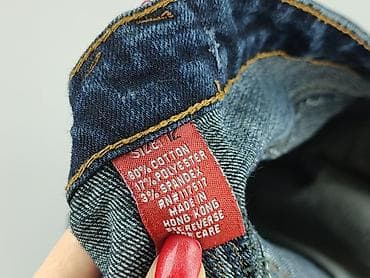 SIZE: 12
80% COTTON
17% POLYESTER
3% SPANDEX
RN#117517
MADE IN
HONG KONG
SEE REVERSE
FOR CARE